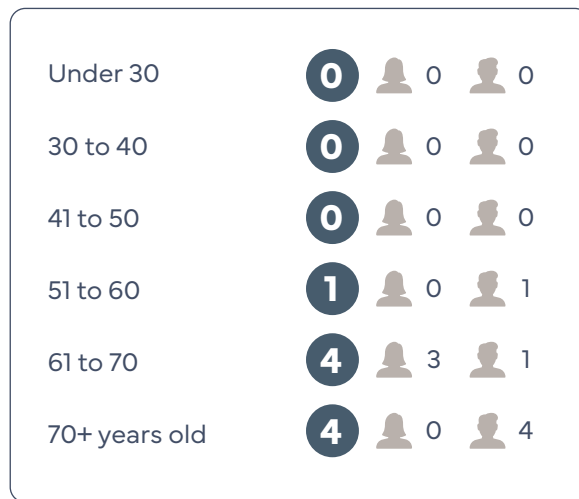 Under 30 0 0 0
30 to 40 0 0 0
41 to 50 0 0 0
51 to 60 1 0 1
61 to 70 4 3 1
70+ years old 4 0 4